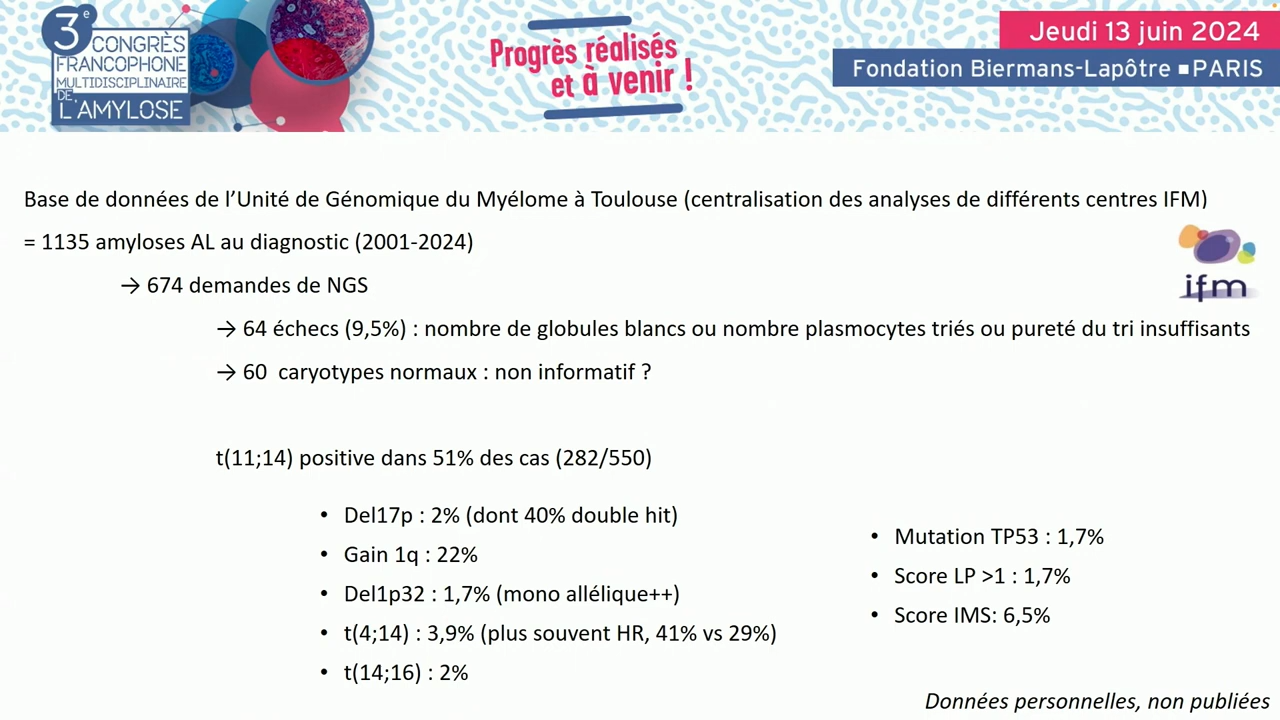 3e CONGRÈS
FRANCOPHONE
MULTIDISCIPLINAIRE
DE
L'AMYLOSE
Progrès réalisés
et à venir !
Jeudi 13 juin 2024
Fondation Biermans-Lapôtre ▪ PARIS
Base de données de l’Unité de Génomique du Myélome à Toulouse (centralisation des analyses de différents centres IFM)
= 1135 amyloses AL au diagnostic (2001-2024)
→ 674 demandes de NGS
ifm
→ 64 échecs (9,5%) : nombre de globules blancs ou nombre plasmocytes triés ou pureté du tri insuffisants
→ 60 caryotypes normaux : non informatif ?
t(11;14) positive dans 51% des cas (282/550)
• Del17p : 2% (dont 40% double hit)
• Gain 1q : 22%
• Del1p32 : 1,7% (mono allélique++)
• t(4;14) : 3,9% (plus souvent HR, 41% vs 29%)
• t(14;16) : 2%
• Mutation TP53 : 1,7%
• Score LP >1 : 1,7%
• Score IMS: 6,5%
Données personnelles, non publiées